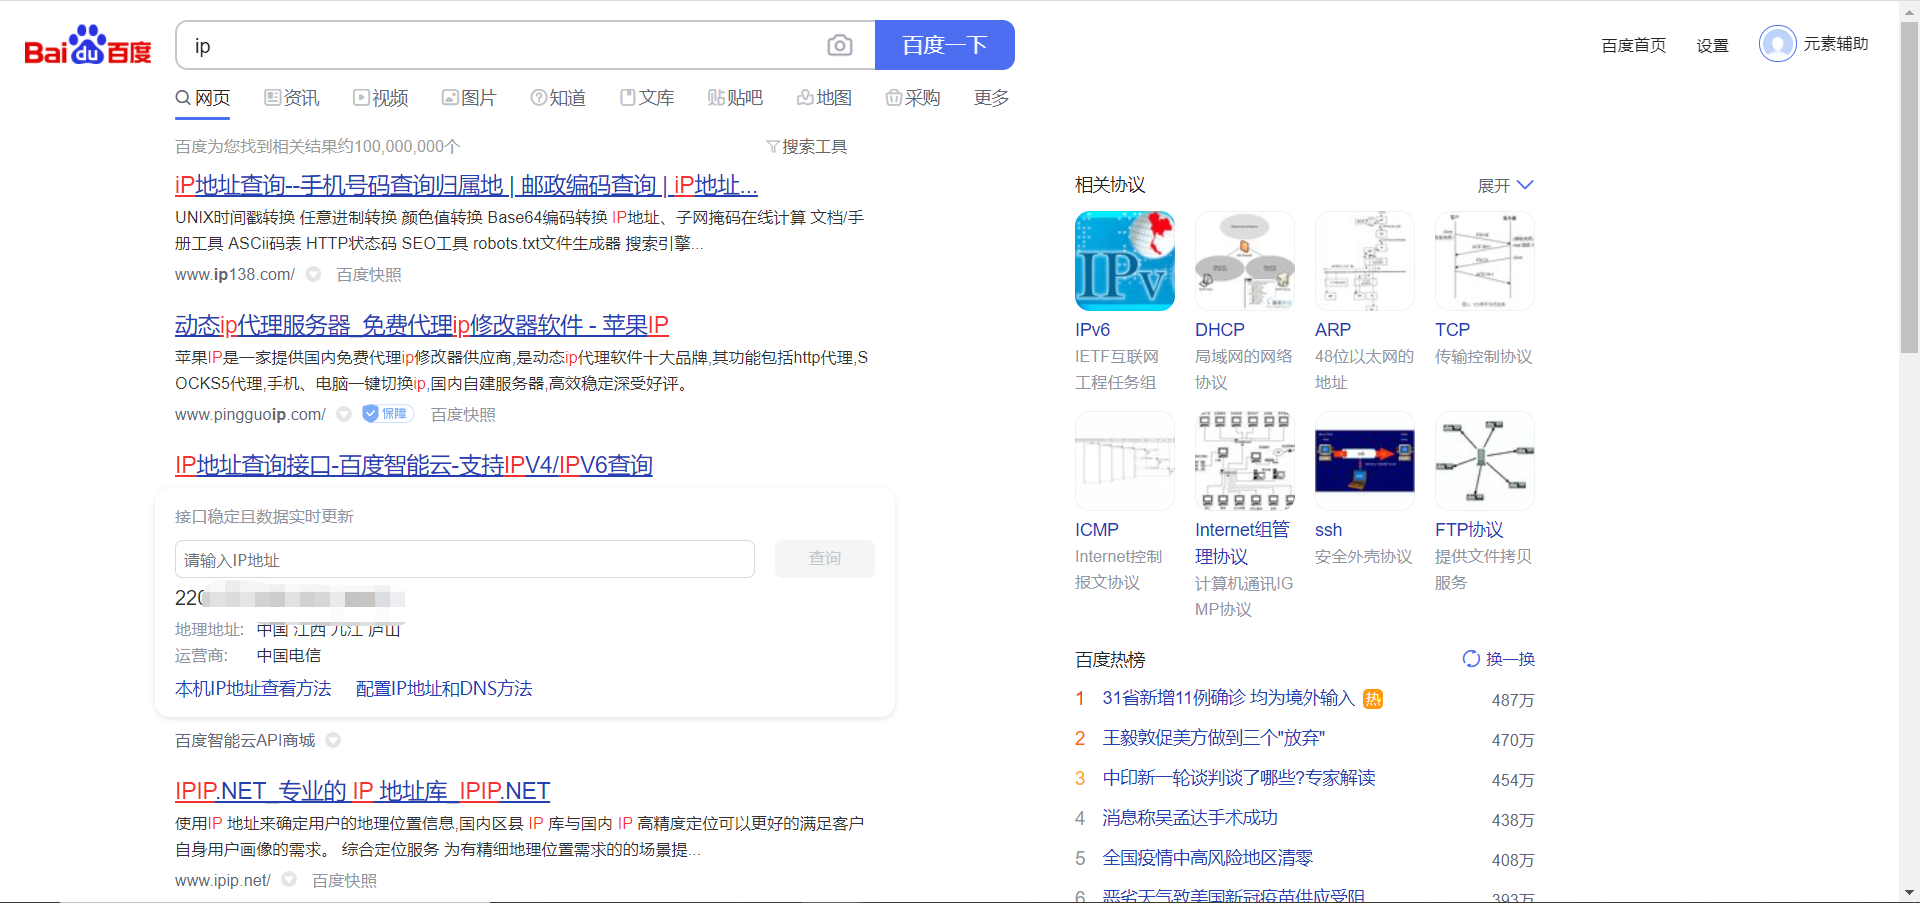 Bai du 百度
ip
百度一下
百度首页
设置
元素辅助
网页
资讯
视频
图片
知道
文库
贴吧
地图
采购
更多
百度为您找到相关结果约100,000,000个
搜索工具
iP地址查询--手机号码查询归属地 | 邮政编码查询 | iP地址...
UNIX时间戳转换 任意进制转换 颜色值转换 Base64编码转换 IP地址、子网掩码在线计算 文档/手
册工具 ASCii码表 HTTP状态码 SEO工具 robots.txt文件生成器 搜索引擎...
www.ip138.com/
百度快照
动态ip代理服务器_免费代理ip修改器软件 - 苹果IP
苹果IP是一家提供国内免费代理ip修改器供应商,是动态ip代理软件十大品牌,其功能包括http代理,S
OCKS5代理,手机、电脑一键切换ip,国内自建服务器,高效稳定深受好评。
www.pingguoip.com/
保障
百度快照
IP地址查询接口-百度智能云-支持IPV4/IPV6查询
接口稳定且数据实时更新
请输入IP地址
查询
220
地理地址: 中国 江西 九江 庐山
运营商: 中国电信
本机IP地址查看方法
配置IP地址和DNS方法
百度智能云API商城
IPIP.NET_专业的 IP 地址库_IPIP.NET
使用IP 地址来确定用户的地理位置信息,国内区县 IP 库与国内 IP 高精度定位可以更好的满足客户
自身用户画像的需求。 综合定位服务 为有精细地理位置需求的的场景提...
www.ipip.net/
百度快照
相关协议
展开
IPv
IPv6
IETF互联网
工程任务组
DHCP
局域网的网络
协议
ARP
48位以太网的
地址
TCP
传输控制协议
ICMP
Internet控制
报文协议
Internet组管
理协议
计算机通讯IG
MP协议
ssh
安全外壳协议
FTP协议
提供文件拷贝
服务
百度热榜
换一换
1 31省新增11例确诊 均为境外输入 热 487万
2 王毅敦促美方做到三个"放弃" 470万
3 中印新一轮谈判谈了哪些?专家解读 454万
4 消息称吴孟达手术成功 438万
5 全国疫情中高风险地区清零 408万
6 恶劣天气致美国新冠疫苗供应受阻 393万